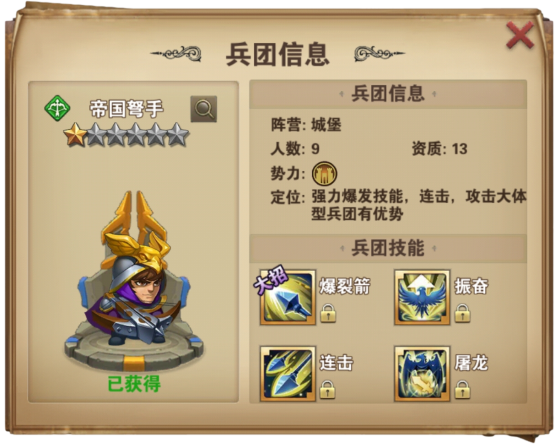 兵团信息
帝国弩手
已获得
兵团信息
阵营: 城堡
人数: 9 资质: 13
势力:
定位: 强力爆发技能，连击，攻击大体
型兵团有优势
兵团技能
大招
爆裂箭 振奋
连击 屠龙